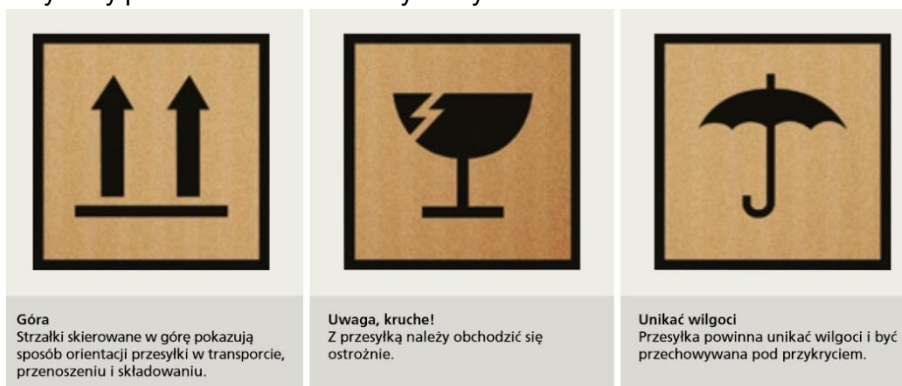 Góra
Strzałki skierowane w górę pokazują
sposób orientacji przesyłki w transporcie,
przenoszeniu i składowaniu.
Uwaga, kruche!
Z przesyłką należy obchodzić się
ostrożnie.
Unikać wilgoci
Przesyłka powinna unikać wilgoci i być
przechowywana pod przykryciem.